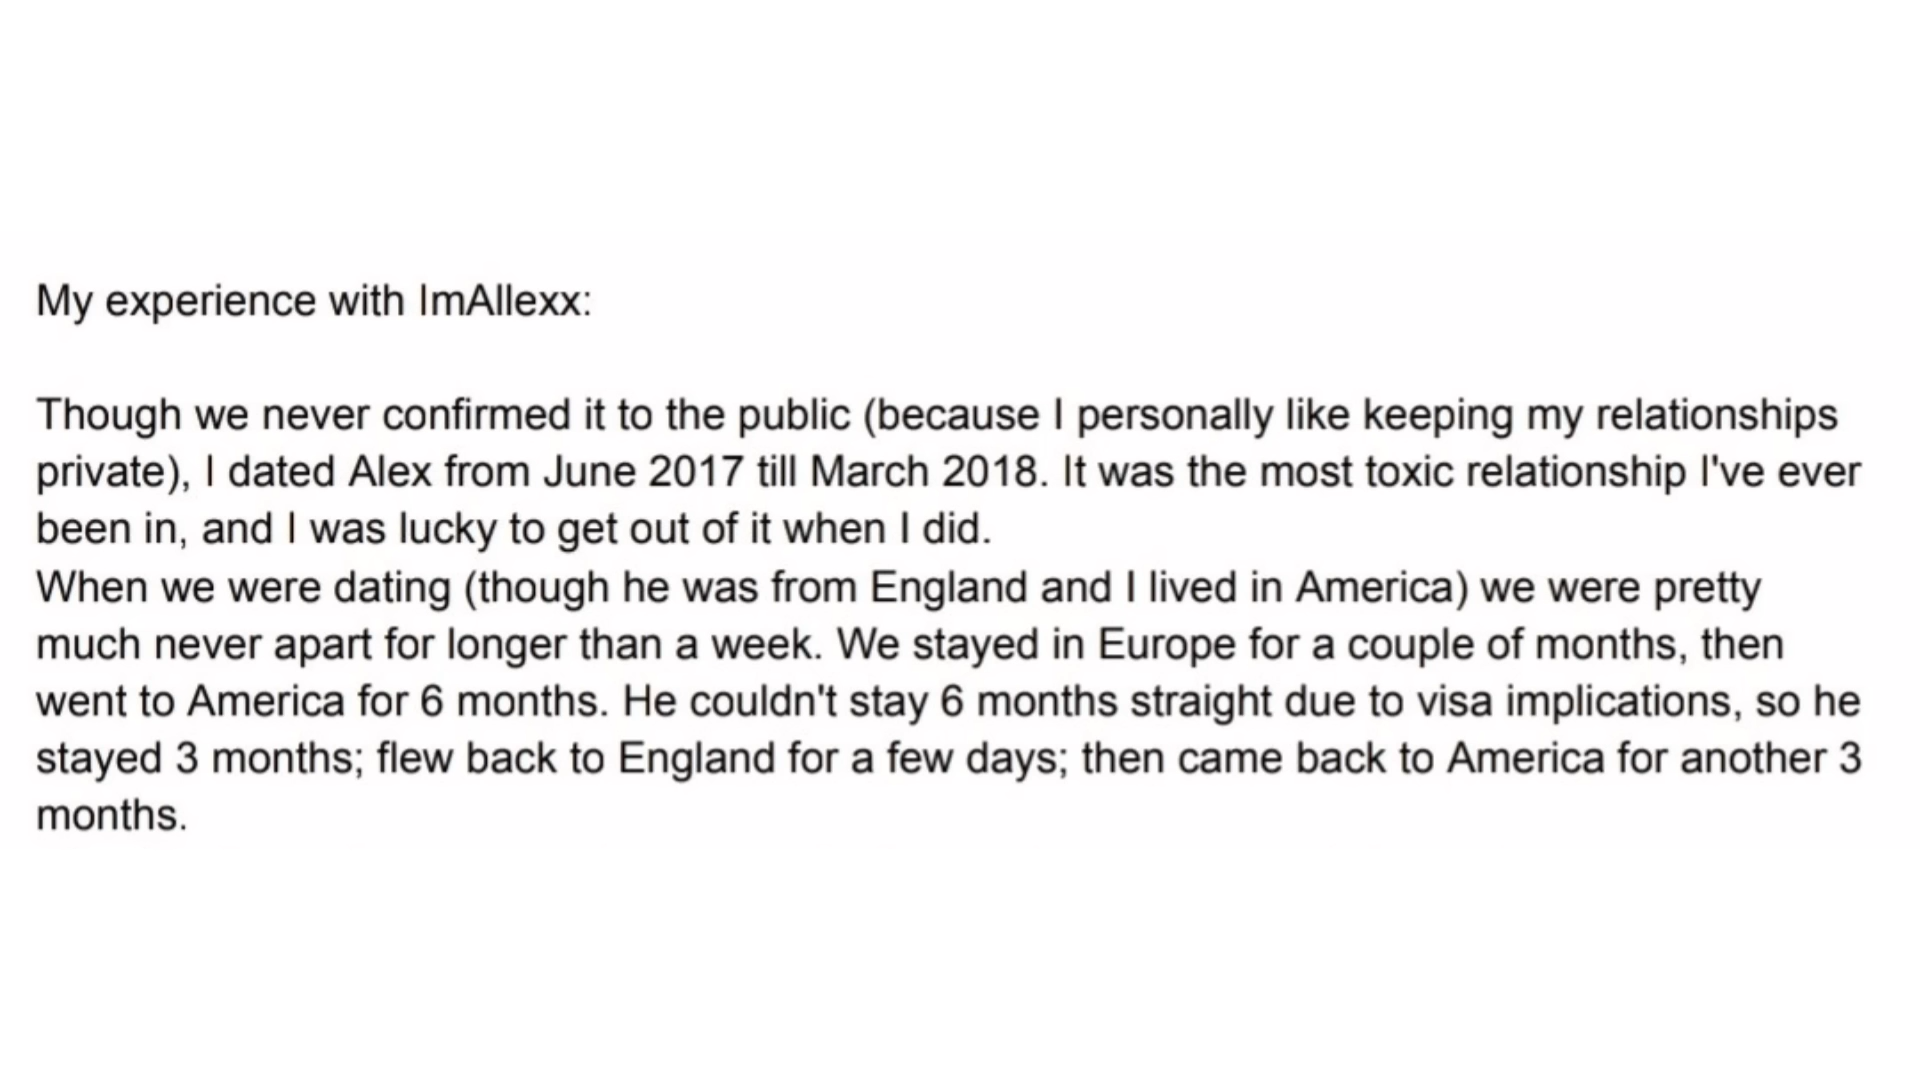 My experience with ImAllexx:
Though we never confirmed it to the public (because I personally like keeping my relationships
private), I dated Alex from June 2017 till March 2018. It was the most toxic relationship I've ever
been in, and I was lucky to get out of it when I did.
When we were dating (though he was from England and I lived in America) we were pretty
much never apart for longer than a week. We stayed in Europe for a couple of months, then
went to America for 6 months. He couldn't stay 6 months straight due to visa implications, so he
stayed 3 months; flew back to England for a few days; then came back to America for another 3
months.